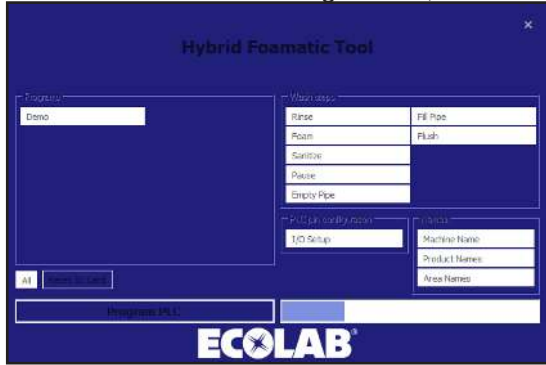 ×
Hybrid Foamatic Tool
Programs
Demo
Wash steps
Rinse
Foam
Sanitize
Pause
Empty Pipe
Fill Pipe
Flush
PLC pin configuration
I/O Setup
Names
Machine Name
Product Names
Area Names
All
Program PLC
ECOLAB®